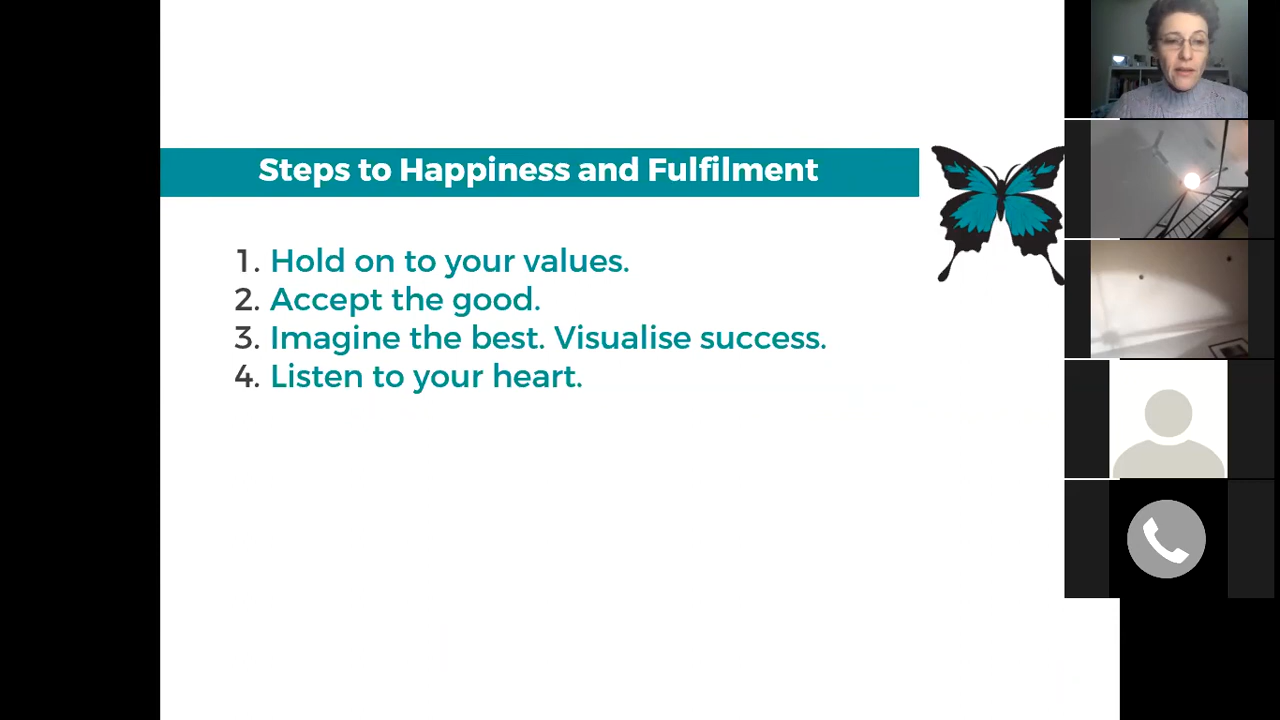 Steps to Happiness and Fulfilment
1. Hold on to your values.
2. Accept the good.
3. Imagine the best. Visualise success.
4. Listen to your heart.